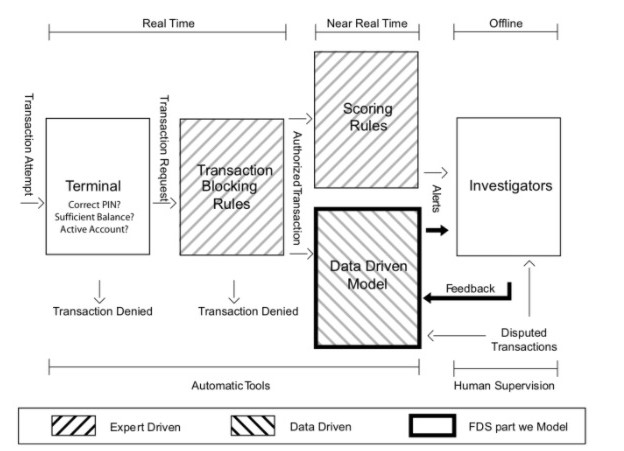 Real Time
Near Real Time
Offline
Transaction Attempt
Terminal
Correct PIN?
Sufficient Balance?
Active Account?
Transaction Denied
Transaction Request
Transaction
Blocking
Rules
Transaction Denied
Authorized Transaction
Scoring
Rules
Data Driven
Model
Alerts
Investigators
Feedback
Disputed
Transactions
Automatic Tools
Human Supervision
Expert Driven
Data Driven
FDS part we Model